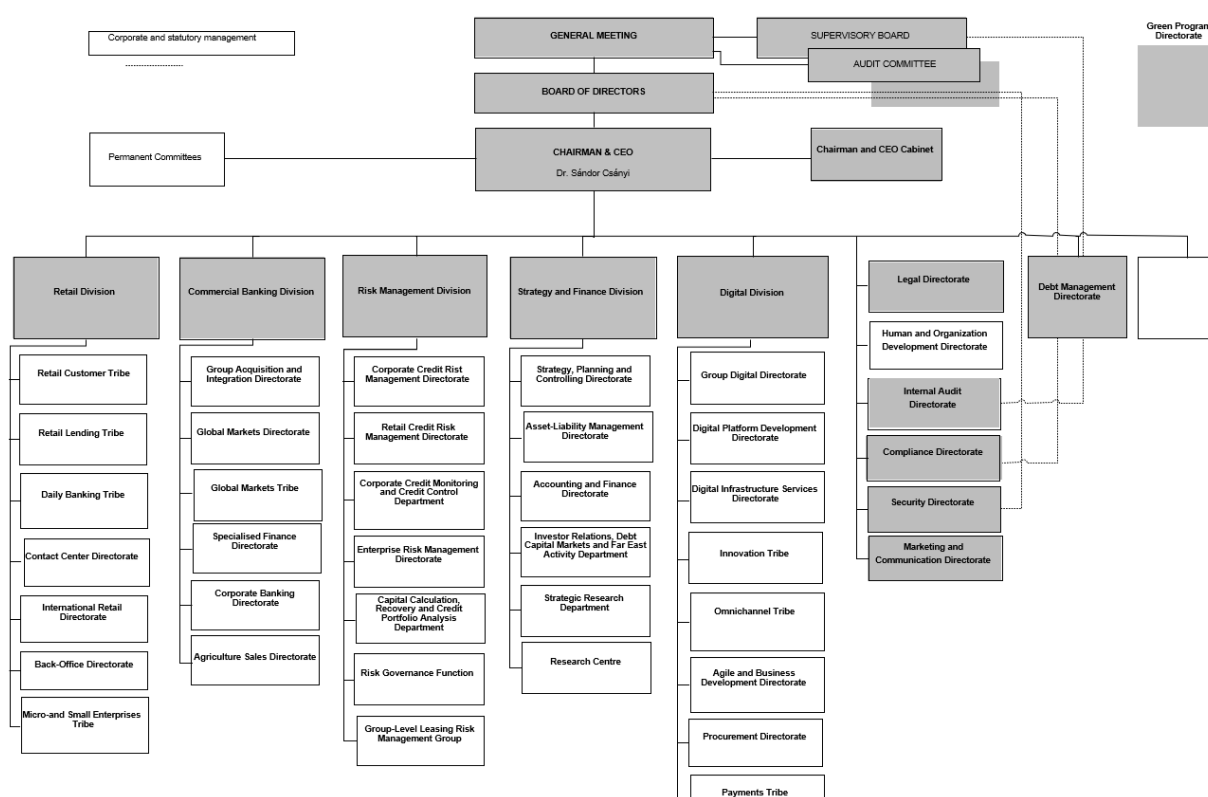 Corporate and statutory management
GENERAL MEETING
SUPERVISORY BOARD
AUDIT COMMITTEE
Green Program
Directorate
BOARD OF DIRECTORS
Permanent Committees
CHAIRMAN & CEO
Dr. Sándor Csányi
Chairman and CEO Cabinet
Retail Division
Retail Customer Tribe
Retail Lending Tribe
Daily Banking Tribe
Contact Center Directorate
International Retail
Directorate
Back-Office Directorate
Micro-and Small Enterprises
Tribe
Commercial Banking Division
Group Acquisition and
Integration Directorate
Global Markets Directorate
Global Markets Tribe
Specialised Finance
Directorate
Corporate Banking
Directorate
Agriculture Sales Directorate
Risk Management Division
Corporate Credit Rist
Management Directorate
Retail Credit Risk
Management Directorate
Corporate Credit Monitoring
and Credit Control
Department
Enterprise Risk Management
Directorate
Capital Calculation,
Recovery and Credit
Portfolio Analysis
Department
Risk Governance Function
Group-Level Leasing Risk
Management Group
Strategy and Finance Division
Strategy, Planning and
Controlling Directorate
Asset-Liability Management
Directorate
Accounting and Finance
Directorate
Investor Relations, Debt
Capital Markets and Far East
Activity Department
Strategic Research
Department
Research Centre
Digital Division
Group Digital Directorate
Digital Platform Development
Directorate
Digital Infrastructure Services
Directorate
Innovation Tribe
Omnichannel Tribe
Agile and Business
Development Directorate
Procurement Directorate
Payments Tribe
Legal Directorate
Human and Organization
Development Directorate
Internal Audit
Directorate
Compliance Directorate
Security Directorate
Marketing and
Communication Directorate
Debt Management
Directorate